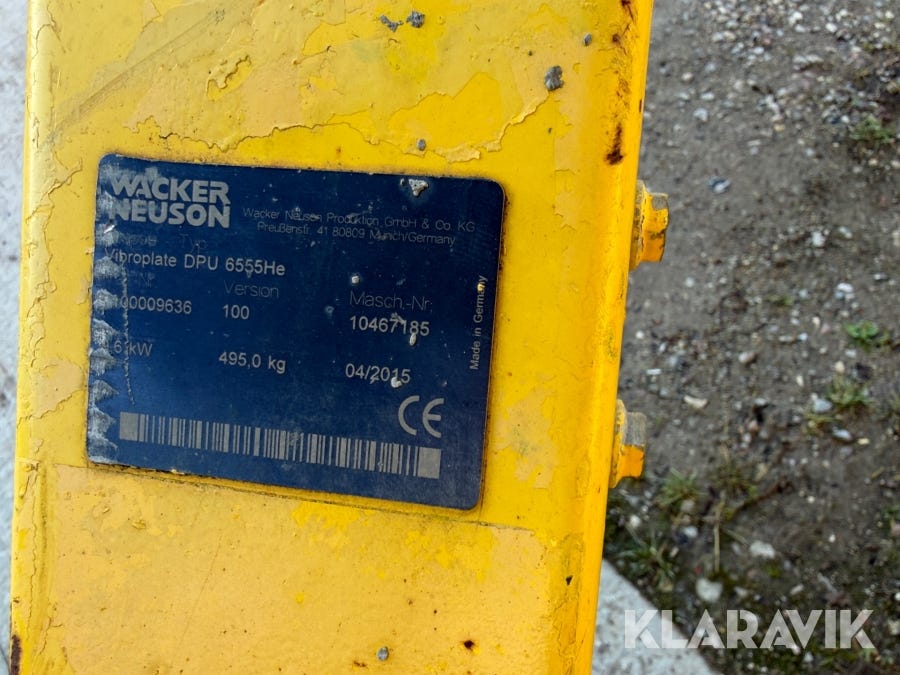 WACKER
NEUSON
Wacker Neuson Produktion GmbH & Co. KG
Preußenstr. 41 80809 Munich/Germany
Typ
Vibroplate DPU 6555He
Version
Masch.-Nr.
100009636 100 10467185
kW 495,0 kg 04/2015
Made in Germany
CE
KLARAVIK